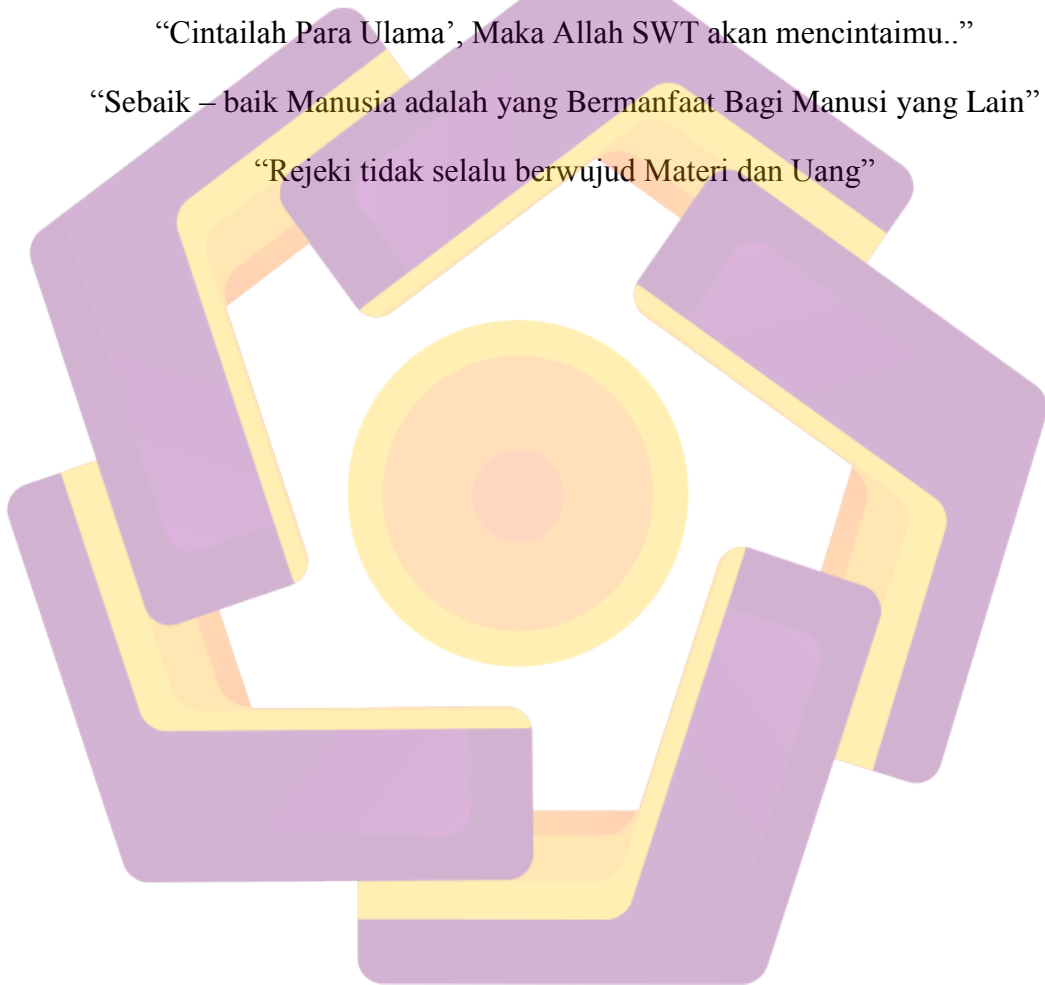 “Cintailah Para Ulama’, Maka Allah SWT akan mencintaimu..”
“Sebaik – baik Manusia adalah yang Bermanfaat Bagi Manusi yang Lain”
“Rejeki tidak selalu berwujud Materi dan Uang”